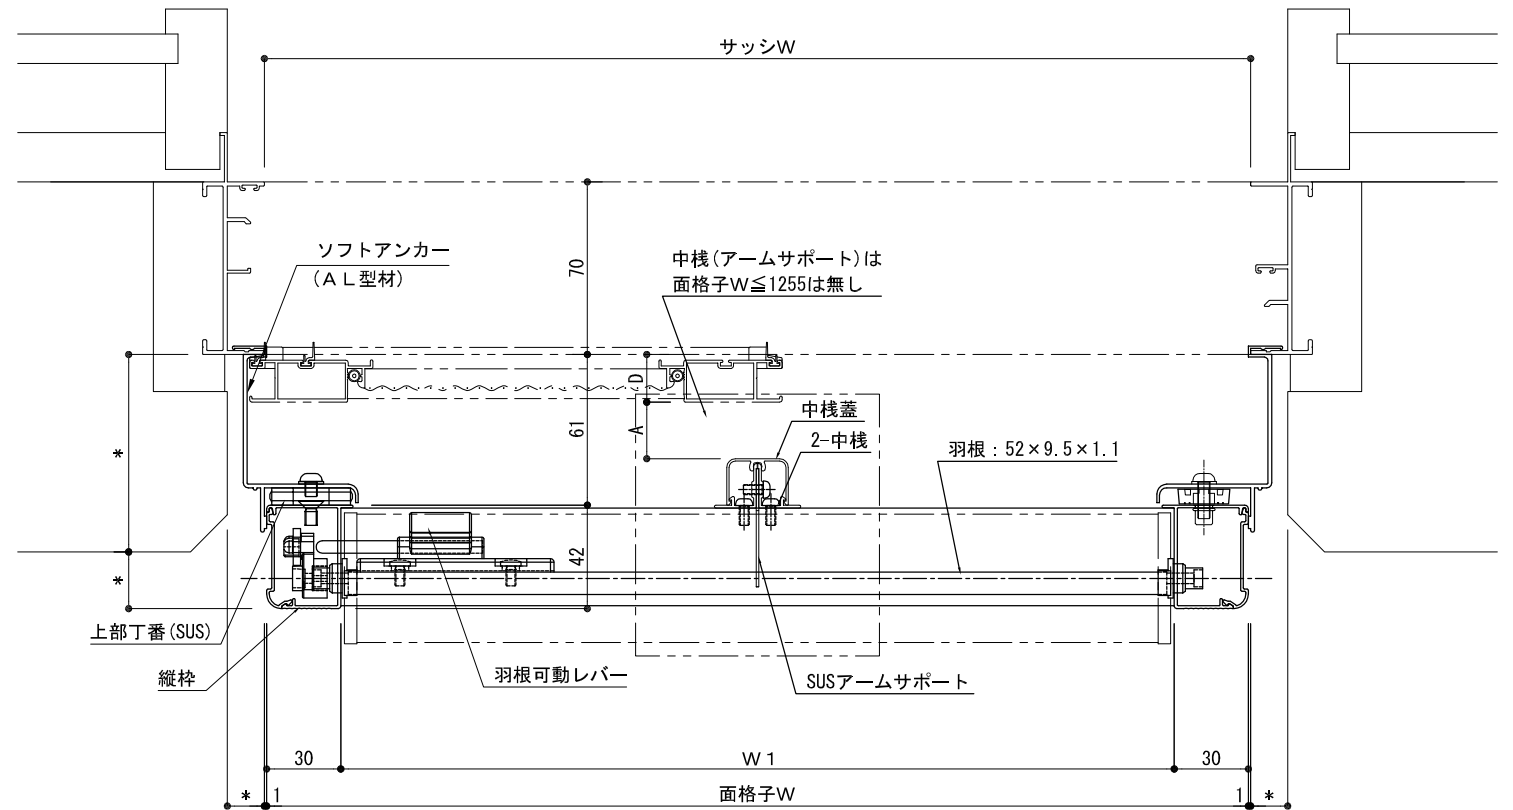 サッシW
ソフトアンカー
（AL型材）
70
中桟(アームサポート)は
面格子W≦1255は無し
D
A
61
中桟蓋
2-中桟
羽根：52×9.5×1.1
*
42
*
上部丁番(SUS)
縦枠
羽根可動レバー
SUSアームサポート
30
W1
30
*
1
面格子W
1
*